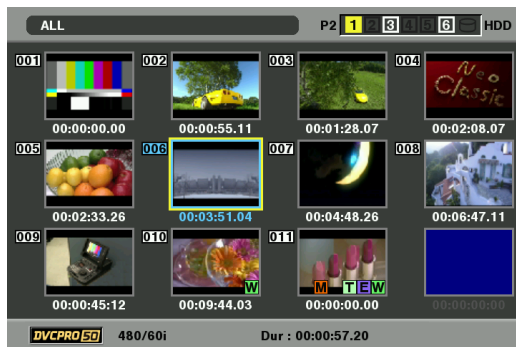 ALL
P2 1 2 3 4 5 6 HDD
001 002 003 004
Neo
Classic
00:00:00.00 00:00:55.11 00:01:28.07 00:02:08.07
005 006 007 008
00:02:33.26 00:03:51.04 00:04:48.26 00:06:47.11
009 010 011
W M T E W
00:00:45:12 00:09:44.03 00:00:00.00 00:00:00:00
DVCPRO 50 480/60i Dur : 00:00:57.20